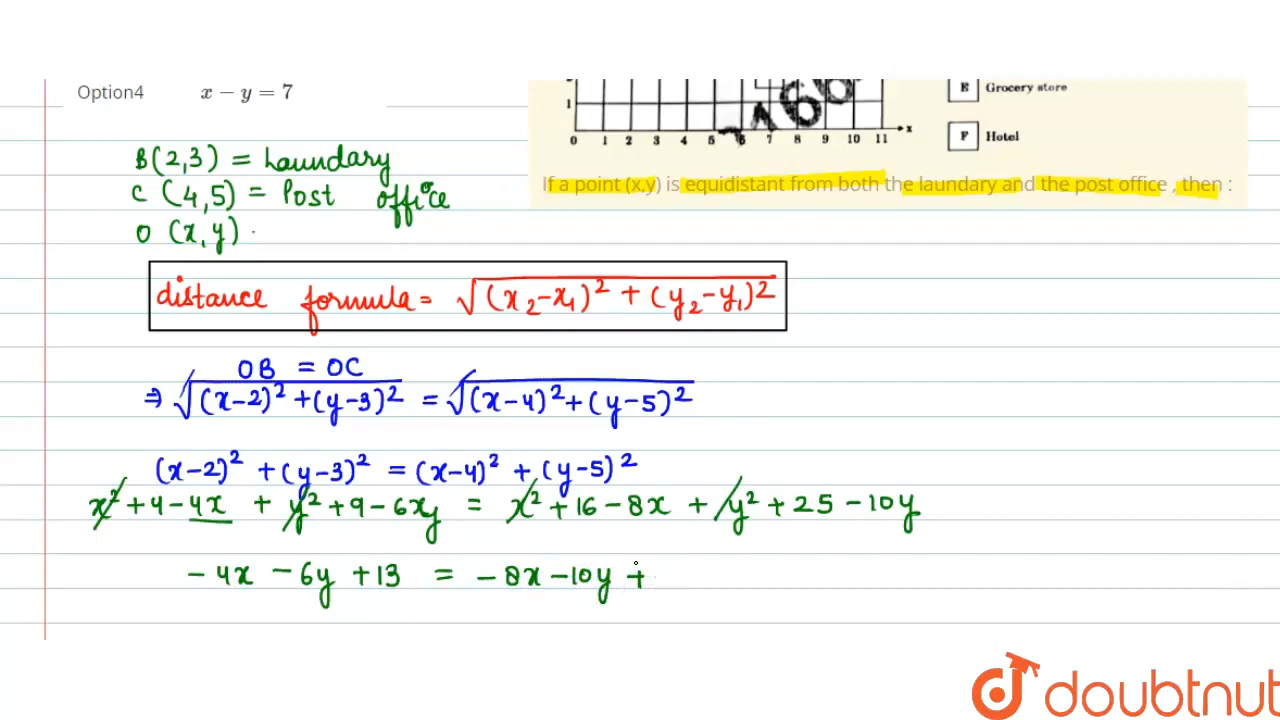 Option4 x − y = 7
1
0 1 2 3 4 5 6 7 8 9 10 11 x
166
E Grocery store
F Hotel
If a point (x,y) is equidistant from both the laundary and the post office , then :
B(2,3) = Laundary
C (4,5) = Post office
O (x,y) .
distance formula = √(x₂-x₁)² + (y₂-y₁)²
OB = OC
⇒ √(x-2)² + (y-3)² = √(x-4)² + (y-5)²
(x-2)² + (y-3)² = (x-4)² + (y-5)²
x² + 4 - 4x + y² + 9 - 6xy = x² + 16 - 8x + y² + 25 - 10y
- 4x - 6y + 13 = - 8x - 10y +
doubtnut